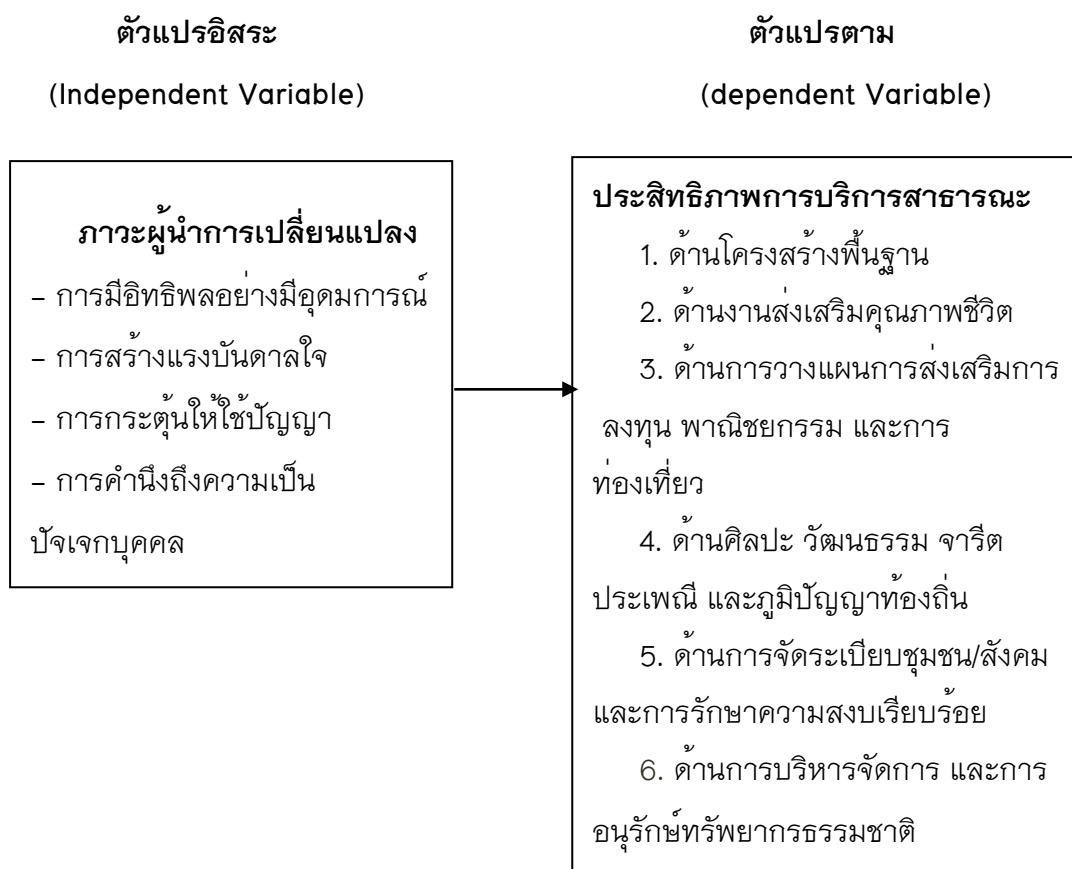 ตัวแปรอิสระ
(Independent Variable)
ภาวะผู้นำการเปลี่ยนแปลง
– การมีอิทธิพลอย่างมีอุดมการณ์
– การสร้างแรงบันดาลใจ
– การกระตุ้นให้ใช้ปัญญา
– การคำนึงถึงความเป็น
ปัจเจกบุคคล
ตัวแปรตาม
(dependent Variable)
ประสิทธิภาพการบริการสาธารณะ
1. ด้านโครงสร้างพื้นฐาน
2. ด้านงานส่งเสริมคุณภาพชีวิต
3. ด้านการวางแผนการส่งเสริมการ
ลงทุน พาณิชยกรรม และการ
ท่องเที่ยว
4. ด้านศิลปะ วัฒนธรรม จารีต
ประเพณี และภูมิปัญญาท้องถิ่น
5. ด้านการจัดระเบียบชุมชน/สังคม
และการรักษาความสงบเรียบร้อย
6. ด้านการบริหารจัดการ และการ
อนุรักษ์ทรัพยากรธรรมชาติ